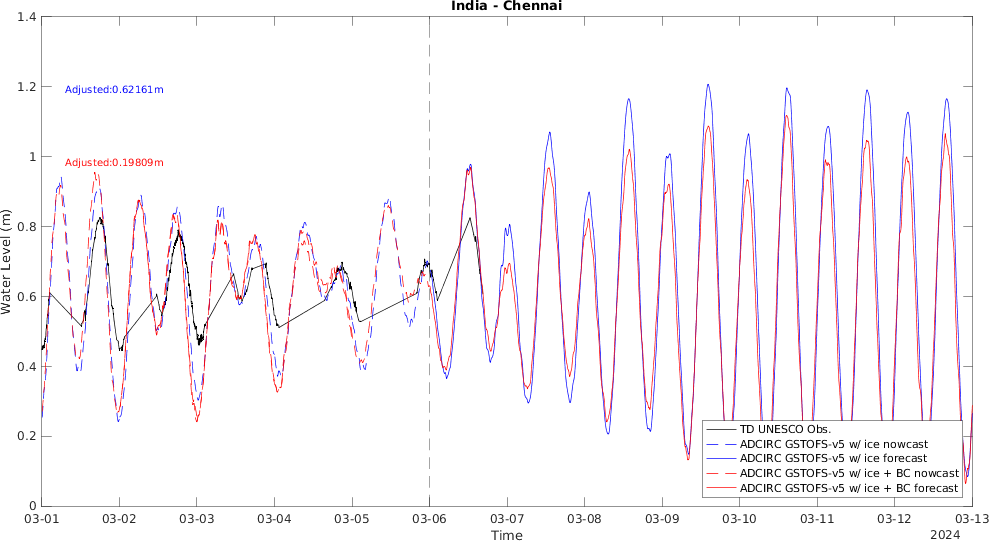 India - Chennai
1.4
1.2
1
0.8
0.6
0.4
0.2
0
Water Level (m)
Adjusted:0.62161m
Adjusted:0.19809m
TD UNESCO Obs.
ADCIRC GSTOFS-v5 w/ ice nowcast
ADCIRC GSTOFS-v5 w/ ice forecast
ADCIRC GSTOFS-v5 w/ ice + BC nowcast
ADCIRC GSTOFS-v5 w/ ice + BC forecast
03-01 03-02 03-03 03-04 03-05 03-06 03-07 03-08 03-09 03-10 03-11 03-12 03-13
Time
2024